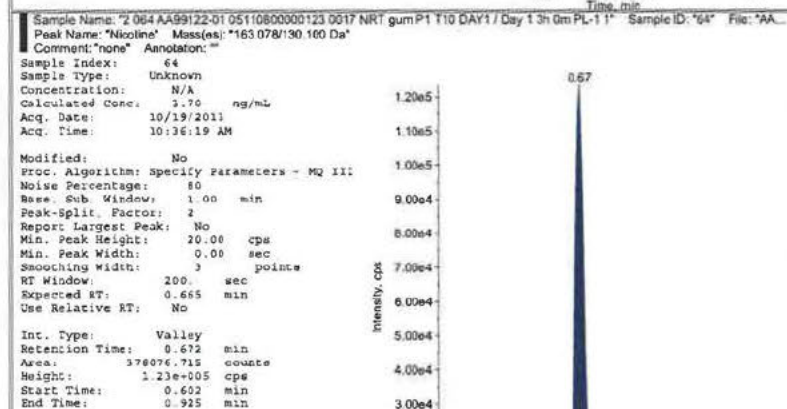 Time, min
Sample Name: "2 064 AA99122-01 05110800000123 0017 NRT gum P1 T10 DAY1 / Day 1 3h 0m PL-1 1" Sample ID: "64" File: "AA...
Peak Name: "Nicotine" Mass(es): "163.078/130.100 Da"
Comment: "none" Annotation: ""
Sample Index: 64
Sample Type: Unknown
Concentration: N/A
Calculated Conc: 3.70 ng/mL
Acq. Date: 10/19/2011
Acq. Time: 10:36:19 AM
Modified: No
Proc. Algorithm: Specify Parameters - MQ III
Noise Percentage: 80
Base. Sub. Window: 1.00 min
Peak-Split. Factor: 2
Report Largest Peak: No
Min. Peak Height: 20.00 cps
Min. Peak Width: 0.00 sec
Smoothing Width: 3 points
RT Window: 200. sec
Expected RT: 0.665 min
Use Relative RT: No
Int. Type: Valley
Retention Time: 0.672 min
Area: 378076.715 counts
Height: 1.23e+005 cps
Start Time: 0.602 min
End Time: 0.925 min
0.67
1.20e5
1.10e5
1.00e5
9.00e4
8.00e4
7.00e4
6.00e4
5.00e4
4.00e4
3.00e4
Intensity, cps